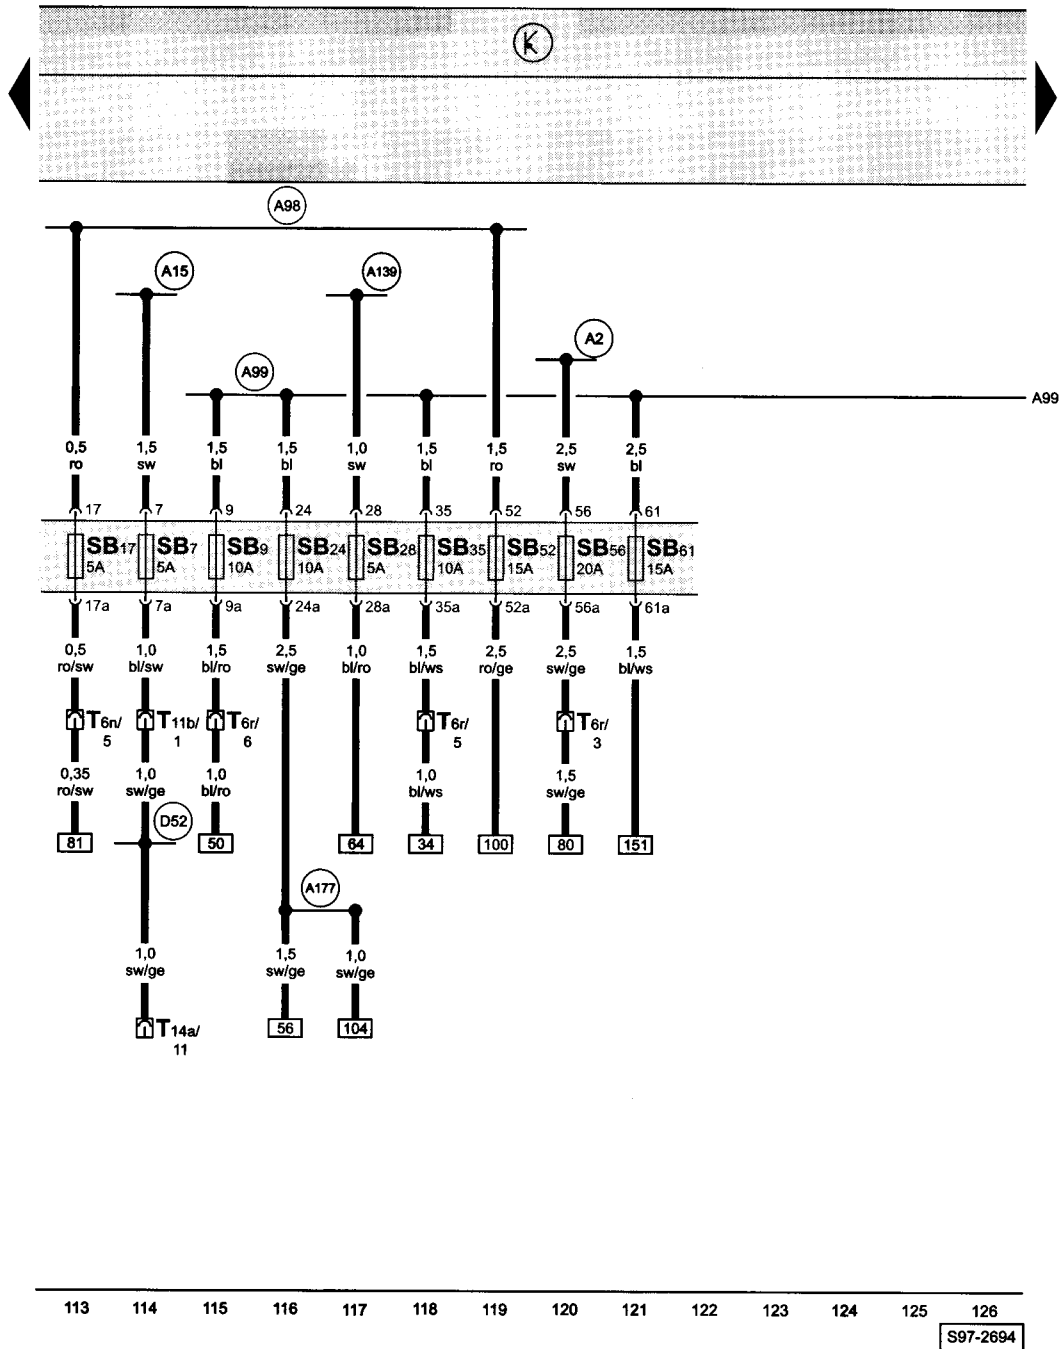 K
A98
A15 A139
A2
A99 A99
0,5 1,5 1,5 1,5 1,0 1,5 1,5 2,5 2,5
ro sw bl bl sw bl ro sw bl
17 7 9 24 28 35 52 56 61
SB17 SB7 SB9 SB24 SB28 SB35 SB52 SB56 SB61
5A 5A 10A 10A 5A 10A 15A 20A 15A
17a 7a 9a 24a 28a 35a 52a 56a 61a
0,5 1,0 1,5 2,5 1,0 1,5 2,5 2,5 1,5
ro/sw bl/sw bl/ro sw/ge bl/ro bl/ws ro/ge sw/ge bl/ws
T6n/ T11b/ T6r/ T6r/ T6r/
5 1 6 5 3
0,35 1,0 1,0 1,0 1,5
ro/sw sw/ge bl/ro bl/ws sw/ge
D52
81 50 64 34 100 80 151
A177
1,0 1,5 1,0
sw/ge sw/ge sw/ge
T14a/ 56 104
11
113 114 115 116 117 118 119 120 121 122 123 124 125 126
S97-2694